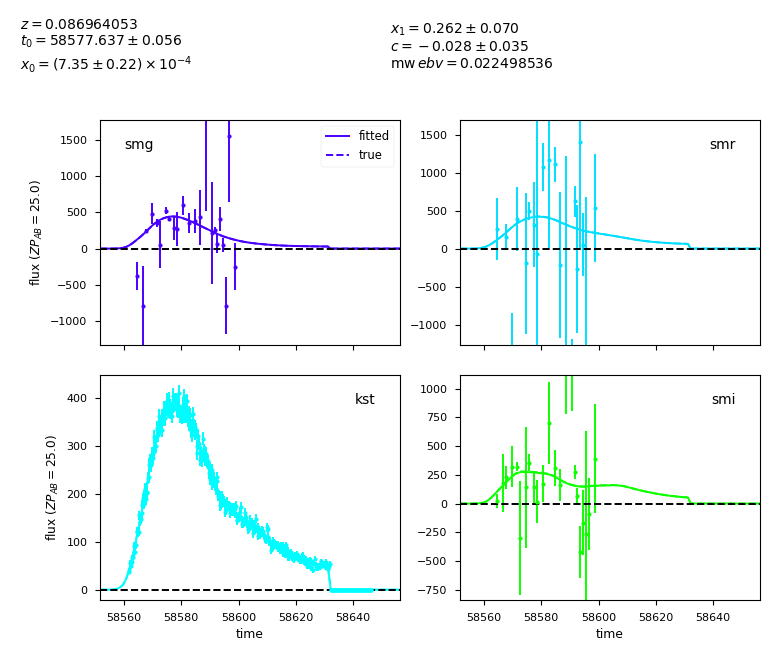 z = 0.086964053
t₀ = 58577.637 ± 0.056
x₀ = (7.35 ± 0.22) × 10⁻⁴
x₁ = 0.262 ± 0.070
c = −0.028 ± 0.035
mw ebv = 0.022498536
smg
fitted
true
1500
1000
500
0
−500
−1000
flux (ZP_AB = 25.0)
smr
1500
1000
500
0
−500
−1000
kst
400
300
200
100
0
flux (ZP_AB = 25.0)
58560 58580 58600 58620 58640
time
smi
1000
750
500
250
0
−250
−500
−750
58560 58580 58600 58620 58640
time